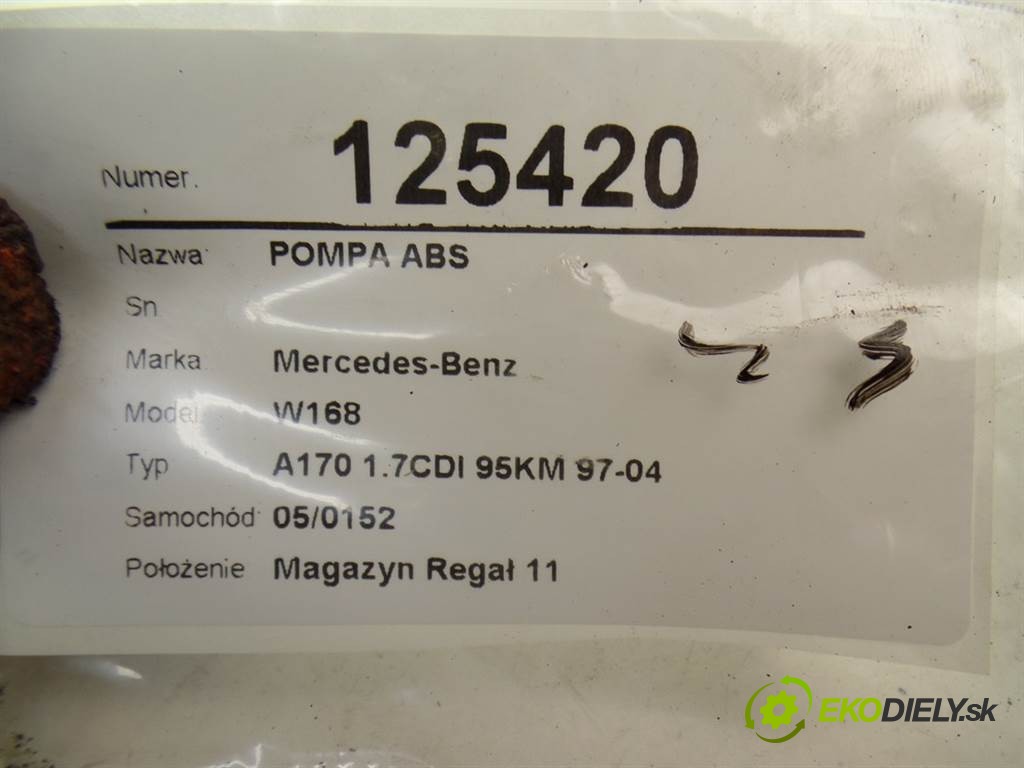 Numer. 125420
Nazwa: POMPA ABS
Sn
Marka Mercedes-Benz
Model W168
Typ A170 1.7CDI 95KM 97-04
Samochód 05/0152
Położenie Magazyn Regał 11
EKODIELY.sk